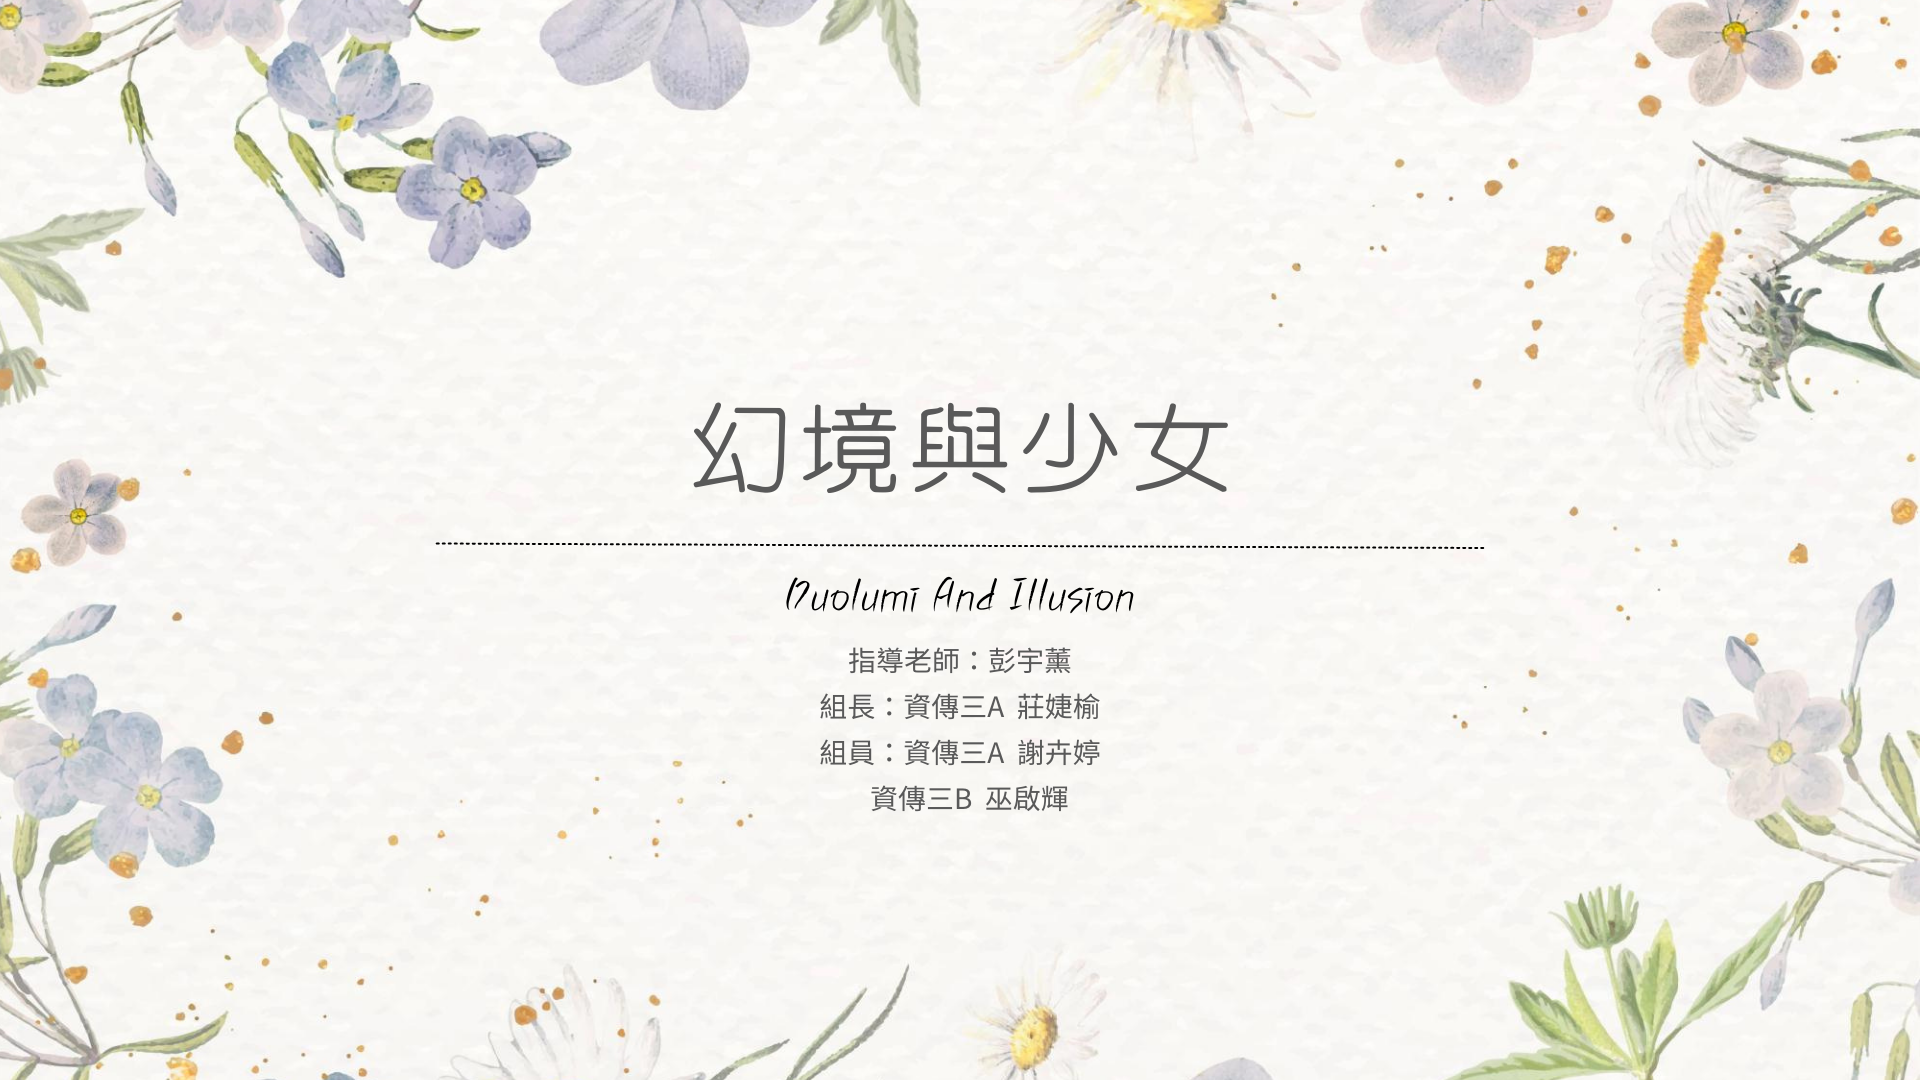 幻境與少女
Duolumi And Illusion
指導老師：彭宇薰
組長：資傳三A 莊婕榆
組員：資傳三A 謝卉婷
資傳三B 巫啟輝